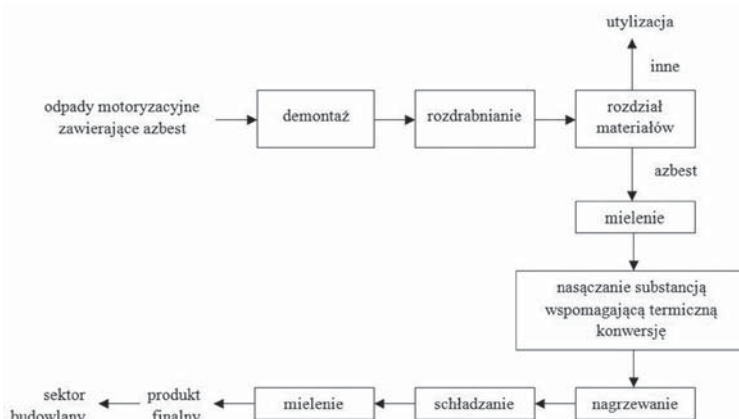 utylizacja
inne
odpady motoryzacyjne
zawierające azbest
demontaż
rozdrabnianie
rozdział
materiałów
azbest
mielenie
nasączanie substancją
wspomagającą termiczną
konwersję
nagrzewanie
schładzanie
mielenie
produkt
finalny
sektor
budowlany